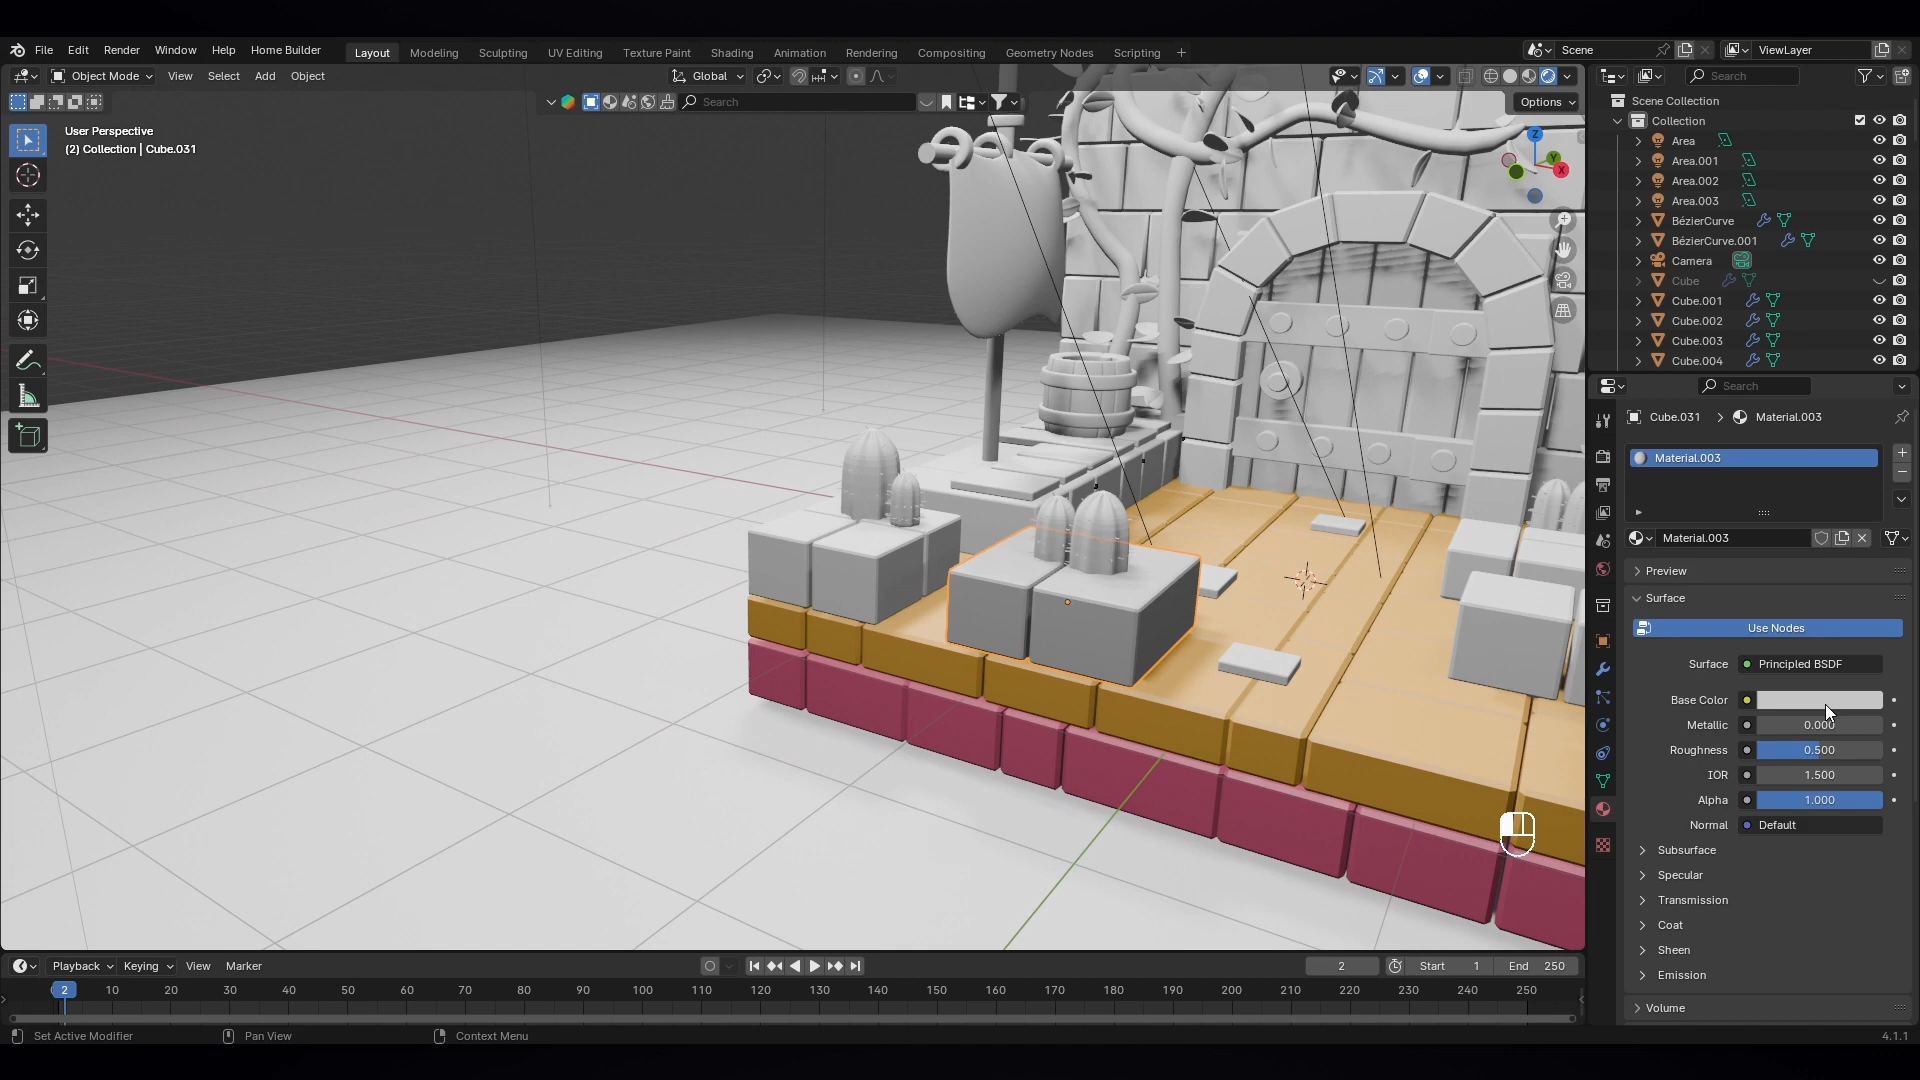 File Edit Render Window Help Home Builder Layout Modeling Sculpting UV Editing Texture Paint Shading Animation Rendering Compositing Geometry Nodes Scripting + Scene ViewLayer
Object Mode View Select Add Object Global Search
Search Options
User Perspective
(2) Collection | Cube.031
Z
Y
X
Scene Collection
Collection
Area
Area.001
Area.002
Area.003
BézierCurve
BézierCurve.001
Camera
Cube
Cube.001
Cube.002
Cube.003
Cube.004
Search
Cube.031 > Material.003
Material.003
Material.003
Preview
Surface
Use Nodes
Surface Principled BSDF
Base Color
Metallic 0.000
Roughness 0.500
IOR 1.500
Alpha 1.000
Normal Default
Subsurface
Specular
Transmission
Coat
Sheen
Emission
Volume
Playback Keying View Marker 2 Start 1 End 250
2 10 20 30 40 50 60 70 80 90 100 110 120 130 140 150 160 170 180 190 200 210 220 230 240 250
Set Active Modifier Pan View Context Menu 4.1.1